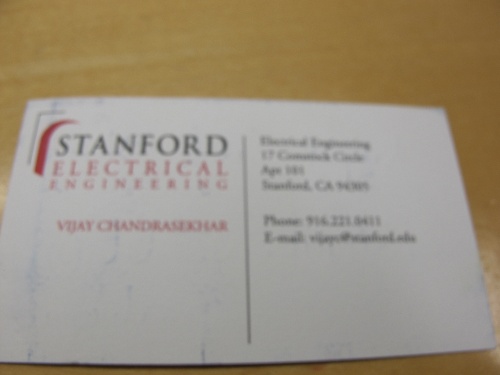 STANFORD
ELECTRICAL
ENGINEERING
VIJAY CHANDRASEKHAR
Electrical Engineering
17 Comstock Circle
Apt 101
Stanford, CA 94305
Phone: 916.221.0411
E-mail: vijayc@stanford.edu